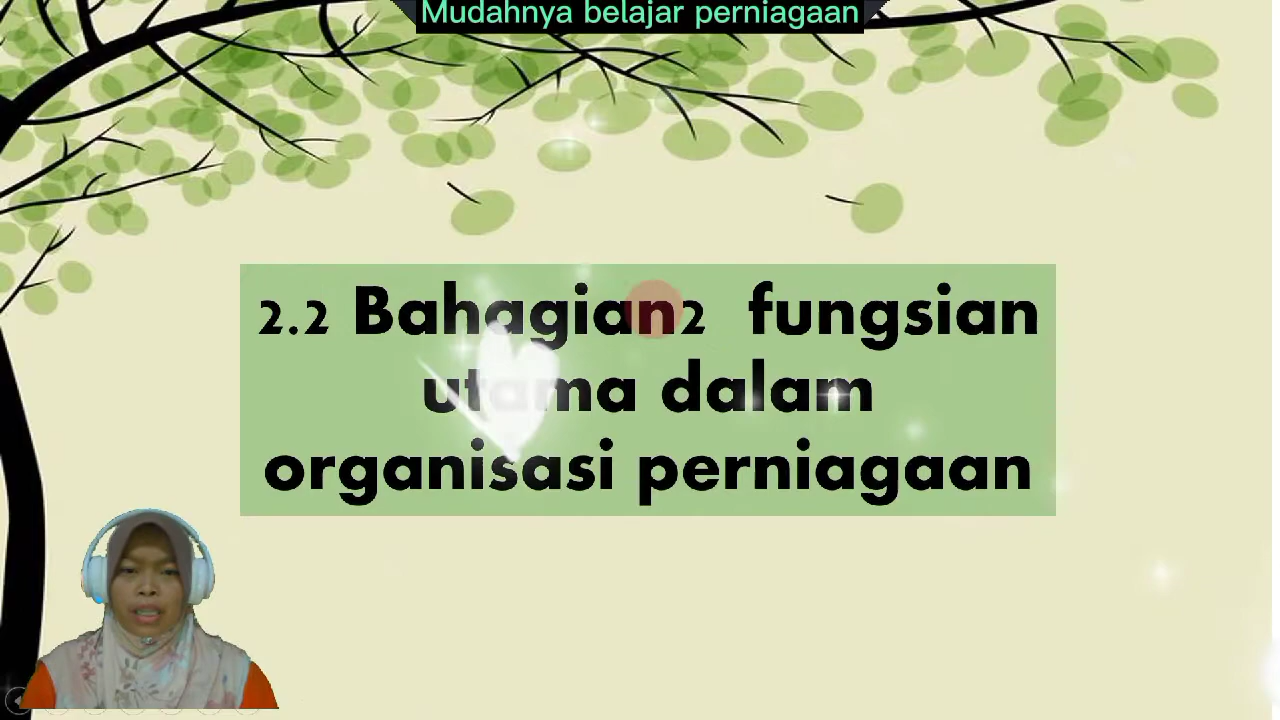 Mudahnya belajar perniagaan
2.2 Bahagian2 fungsian
utama dalam
organisasi perniagaan